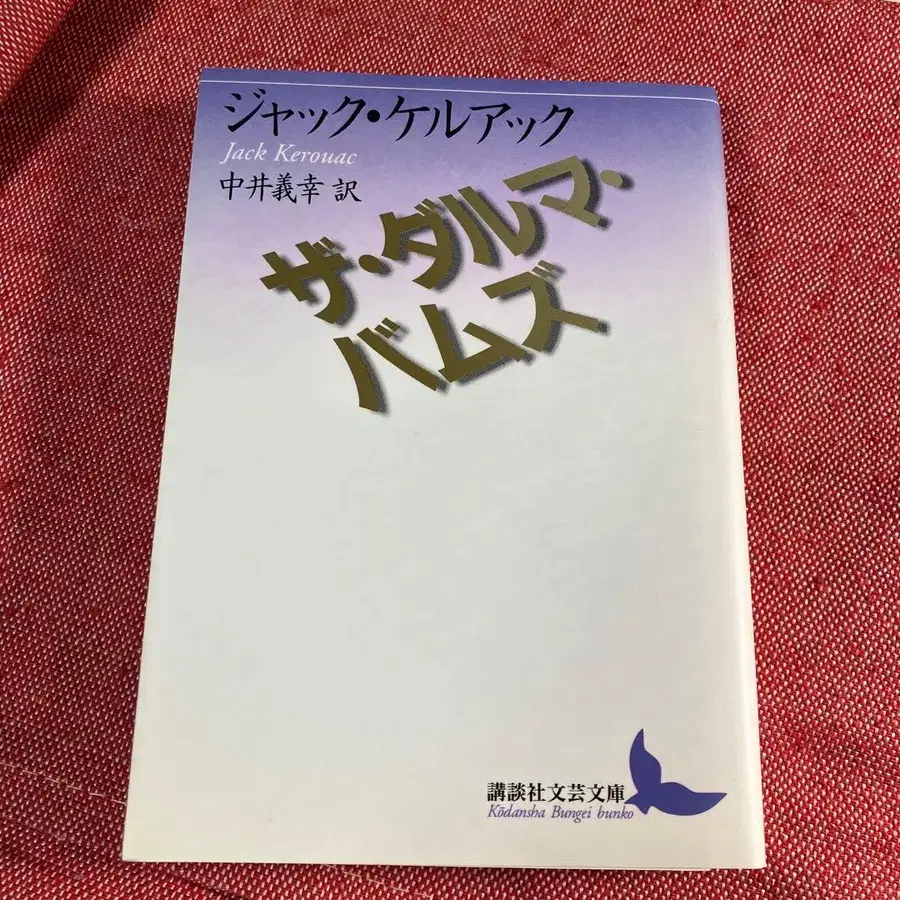 ジャック・ケルアック
Jack Kerouac
中井義幸 訳
ザ・ダルマ・
バムズ
講談社文芸文庫
Kōdansha Bungei bunko